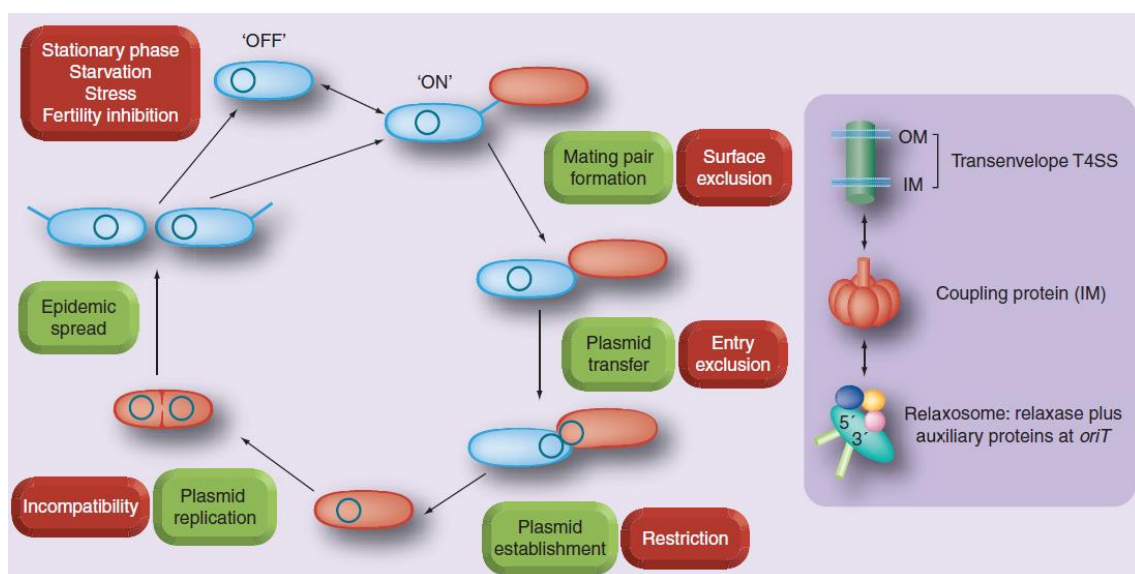 Stationary phase
Starvation
Stress
Fertility inhibition
'OFF'
'ON'
Mating pair
formation
Surface
exclusion
Plasmid
transfer
Entry
exclusion
Plasmid
establishment
Restriction
Plasmid
replication
Incompatibility
Epidemic
spread
OM
IM
Transenvelope T4SS
Coupling protein (IM)
5´
3´
Relaxosome: relaxase plus
auxiliary proteins at oriT